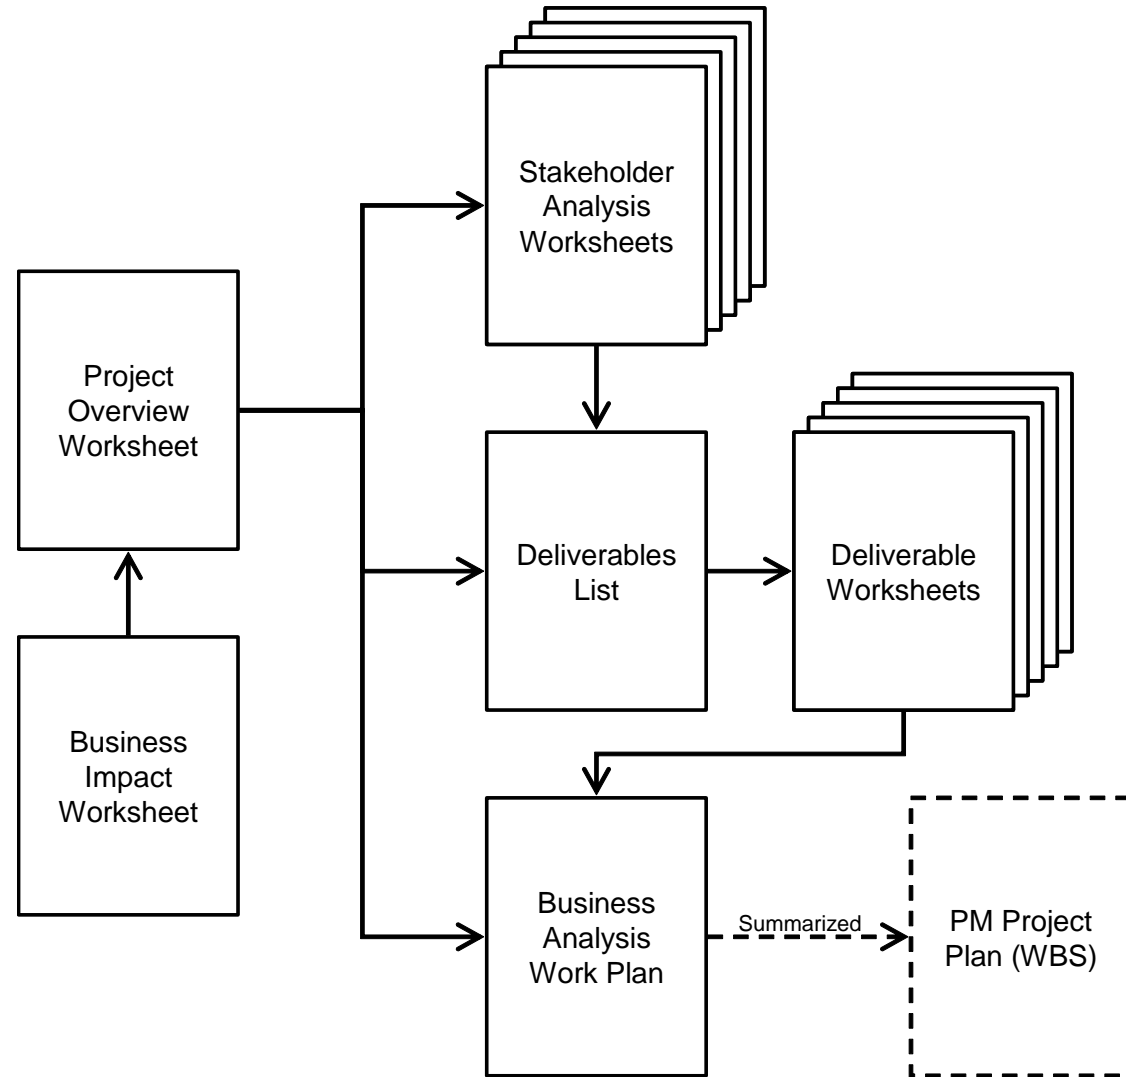 Stakeholder
Analysis
Worksheets
Project
Overview
Worksheet
Deliverables
List
Deliverable
Worksheets
Business
Impact
Worksheet
Business
Analysis
Work Plan
Summarized
PM Project
Plan (WBS)